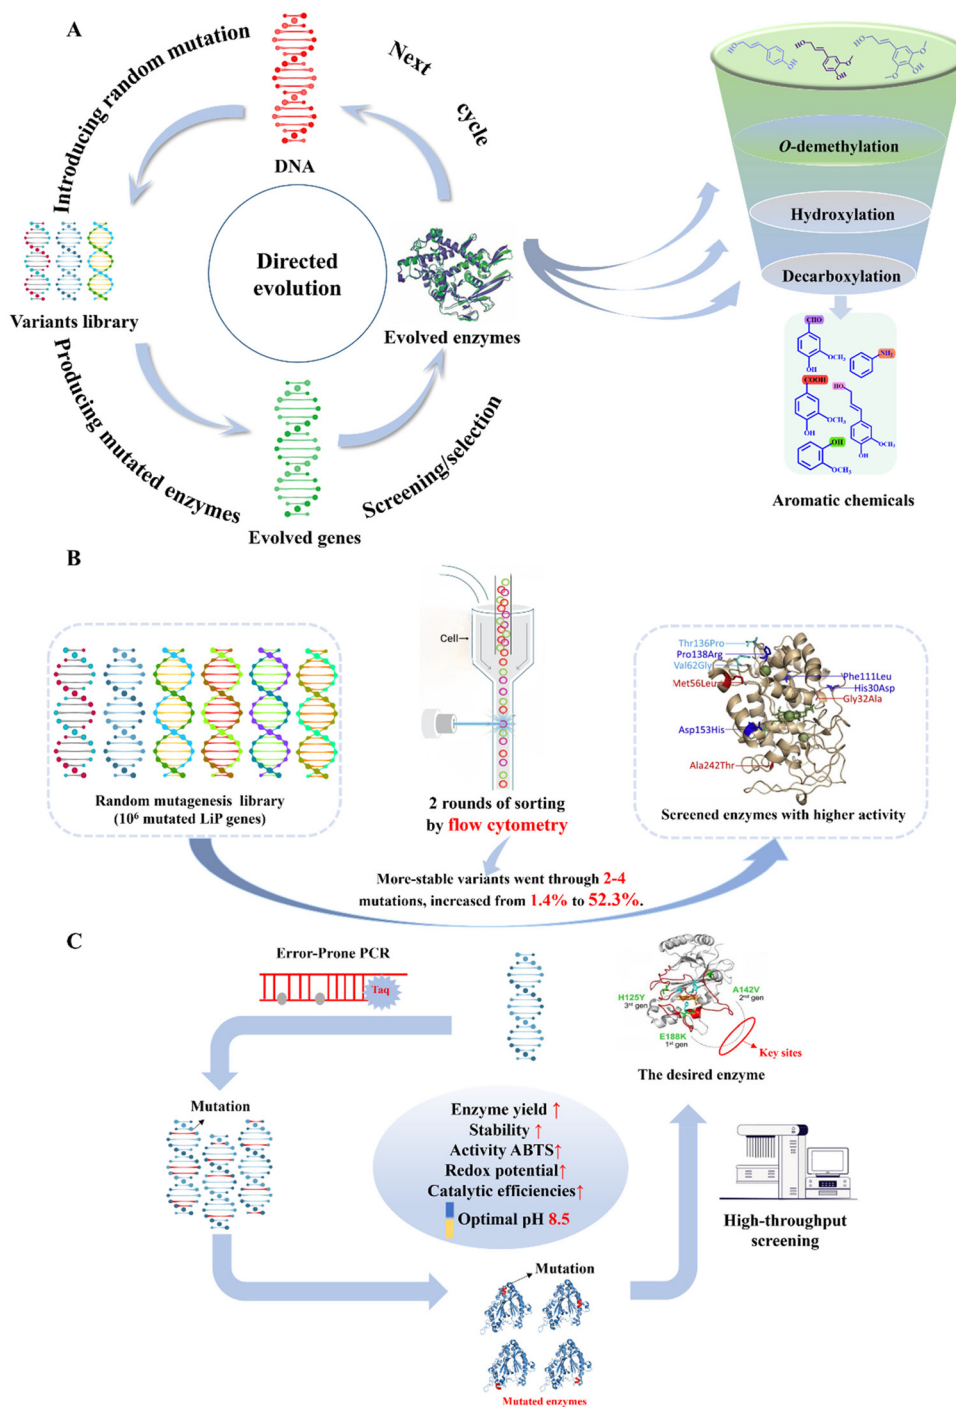 A
Introducing random mutation
Next
cycle
DNA
Directed
evolution
Variants library
Evolved enzymes
Producing mutated enzymes
Screening/selection
Evolved genes
HO
OH
HO
O
OH
HO
O
O
OH
O-demethylation
Hydroxylation
Decarboxylation
CHO
OCH₃
OH
NH₂
COOH
OCH₃
OH
HO
OCH₃
OH
OH
OCH₃
Aromatic chemicals
B
Random mutagenesis library
(10⁶ mutated LiP genes)
Cell
2 rounds of sorting
by flow cytometry
Thr136Pro
Pro138Arg
Val62Gly
Met56Leu
Phe111Leu
His30Asp
Gly32Ala
Asp153His
Ala242Thr
Screened enzymes with higher activity
More-stable variants went through 2-4
mutations, increased from 1.4% to 52.3%.
C
Error-Prone PCR
Taq
Mutation
Enzyme yield ↑
Stability ↑
Activity ABTS↑
Redox potential↑
Catalytic efficiencies↑
Optimal pH 8.5
Mutation
Mutated enzymes
H125Y
3rd gen
A142V
2nd gen
E188K
1st gen
Key sites
The desired enzyme
High-throughput
screening